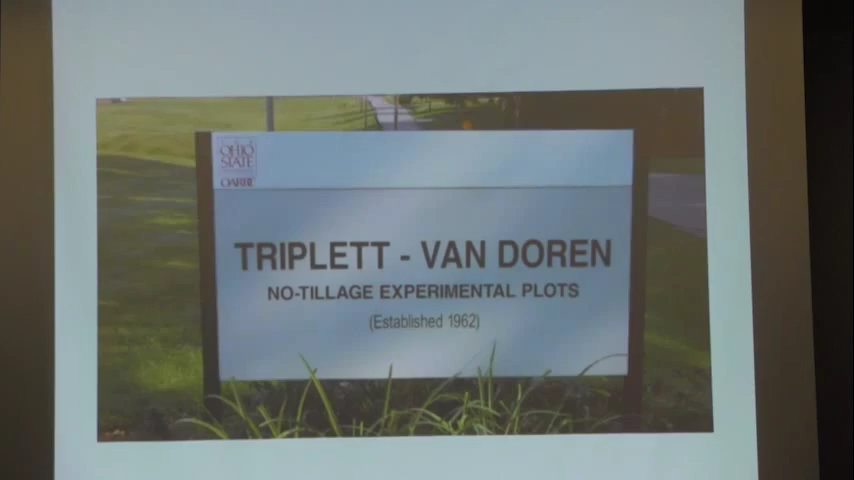 OHIO
STATE
OARDC
TRIPLETT - VAN DOREN
NO-TILLAGE EXPERIMENTAL PLOTS
(Established 1962)